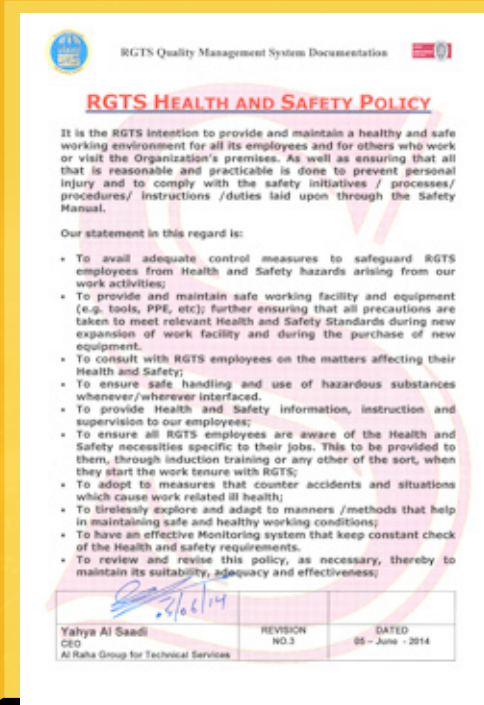 RGTS Quality Management System Documentation
RGTS HEALTH AND SAFETY POLICY
It is the RGTS intention to provide and maintain a healthy and safe
working environment for all its employees and for others who work
or visit the Organization's premises. As well as ensuring that all
that is reasonable and practicable is done to prevent personal
injury and to comply with the safety initiatives / processes/
procedures/ instructions /duties laid upon through the Safety
Manual.
Our statement in this regard is:
• To avail adequate control measures to safeguard RGTS
employees from Health and Safety hazards arising from our
work activities;
• To provide and maintain safe working facility and equipment
(e.g. tools, PPE, etc); further ensuring that all precautions are
taken to meet relevant Health and Safety Standards during new
expansion of work facility and during the purchase of new
equipment.
• To consult with RGTS employees on the matters affecting their
Health and Safety;
• To ensure safe handling and use of hazardous substances
whenever/wherever interfaced.
• To provide Health and Safety information, instruction and
supervision to our employees;
• To ensure all RGTS employees are aware of the Health and
Safety necessities specific to their jobs. This to be provided to
them, through induction training or any other of the sort, when
they start the work tenure with RGTS;
• To adopt to measures that counter accidents and situations
which cause work related ill health;
• To tirelessly explore and adapt to manners /methods that help
in maintaining safe and healthy working conditions;
• To have an effective Monitoring system that keep constant check
of the Health and safety requirements.
• To review and revise this policy, as necessary, thereby to
maintain its suitability, adequacy and effectiveness;
5/06/14
Yahya Al Saadi
CEO
Al Raha Group for Technical Services
REVISION
NO.3
DATED
05 – June - 2014